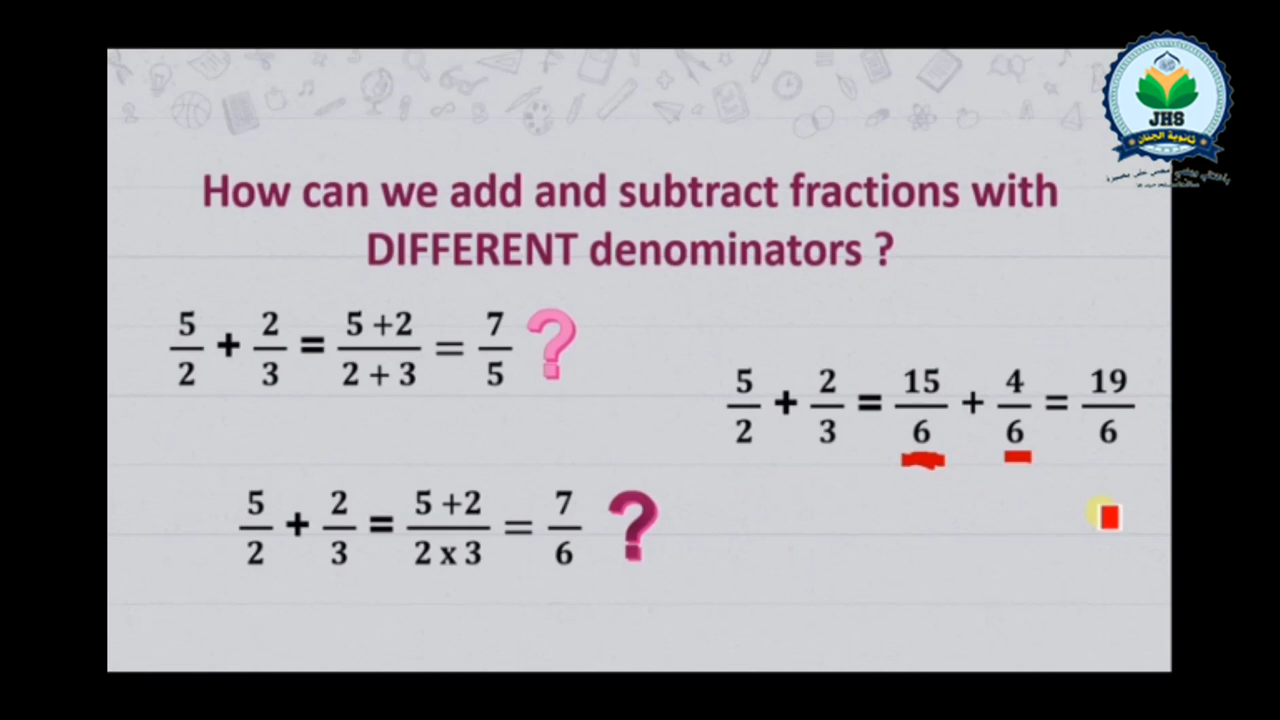 How can we add and subtract fractions with
DIFFERENT denominators ?
5/2 + 2/3 = 5 +2/2 + 3 = 7/5 ?
5/2 + 2/3 = 15/6 + 4/6 = 19/6
5/2 + 2/3 = 5 +2/2 x 3 = 7/6 ?
JHS
ثانوية الجنان